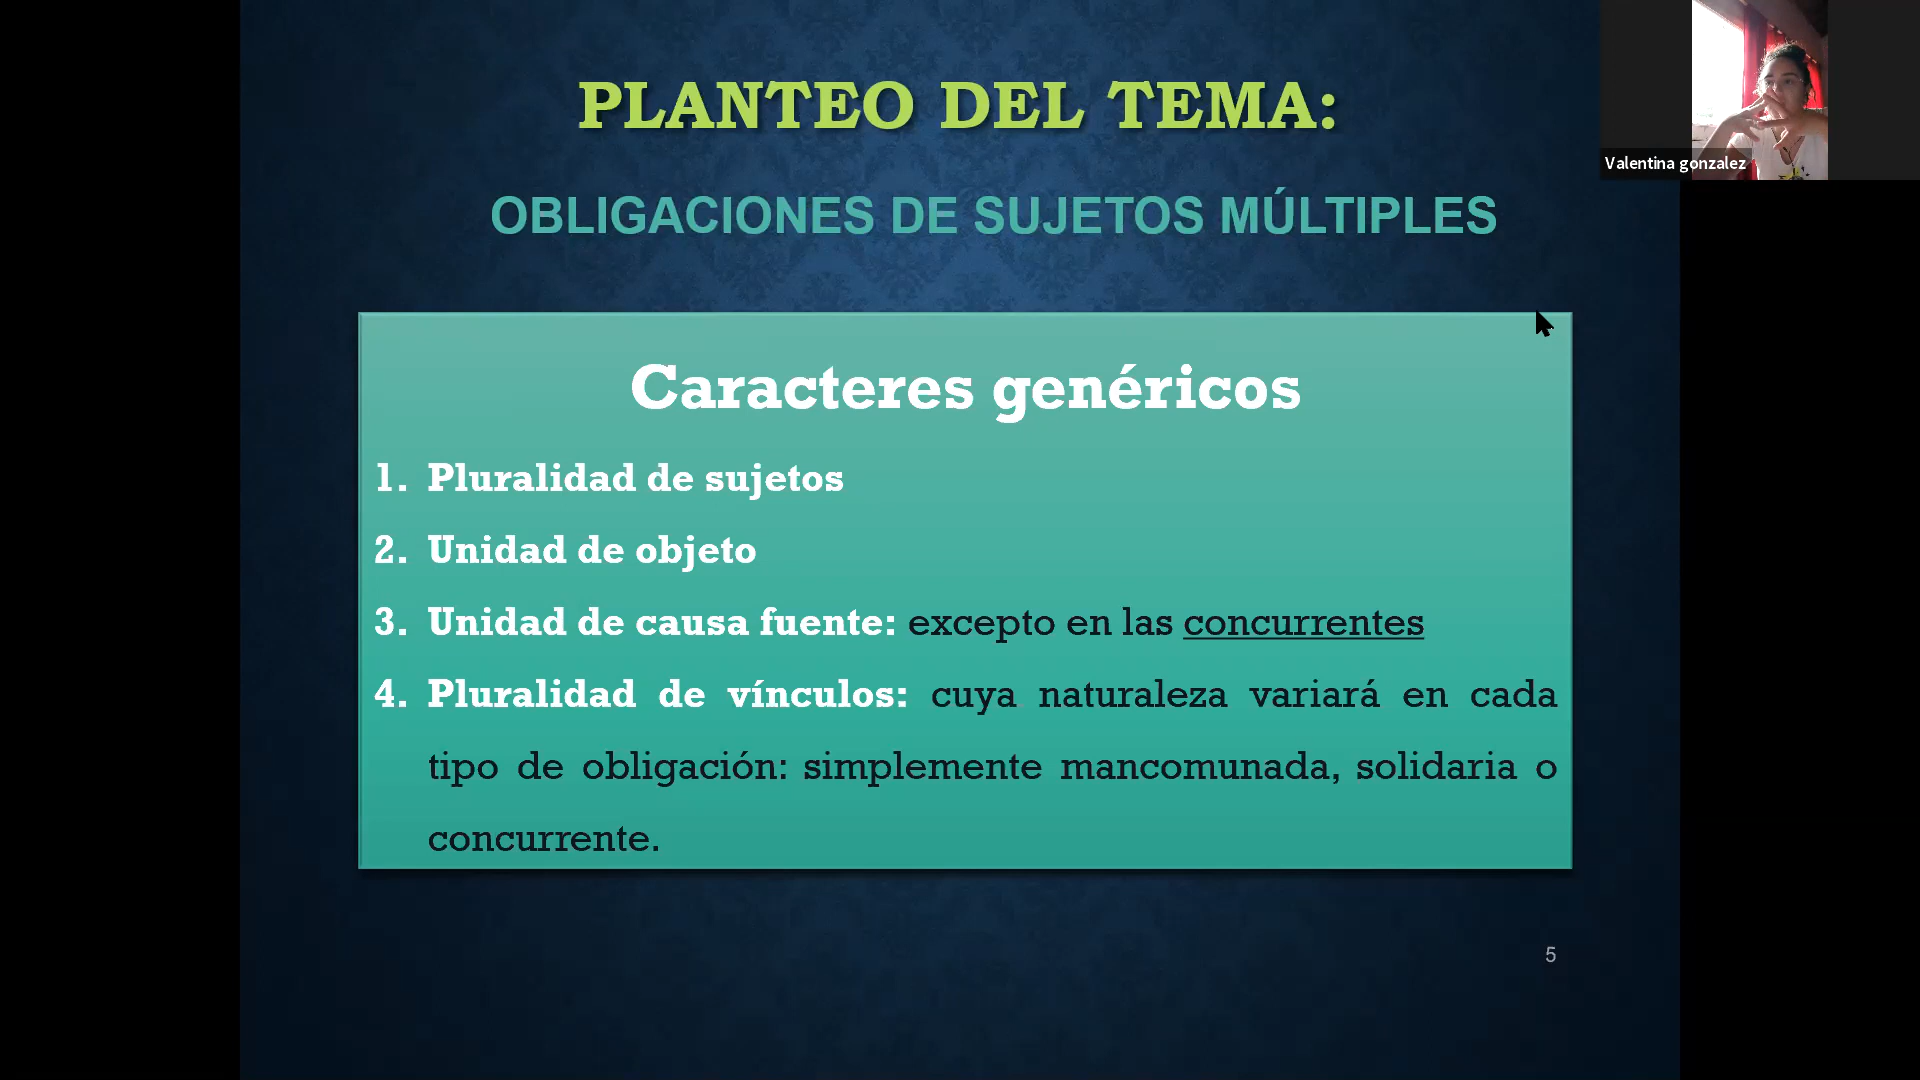 PLANTEO DEL TEMA:
Valentina gonzalez
OBLIGACIONES DE SUJETOS MÚLTIPLES
Caracteres genéricos
1. Pluralidad de sujetos
2. Unidad de objeto
3. Unidad de causa fuente: excepto en las concurrentes
4. Pluralidad de vínculos: cuya naturaleza variará en cada
tipo de obligación: simplemente mancomunada, solidaria o
concurrente.
5